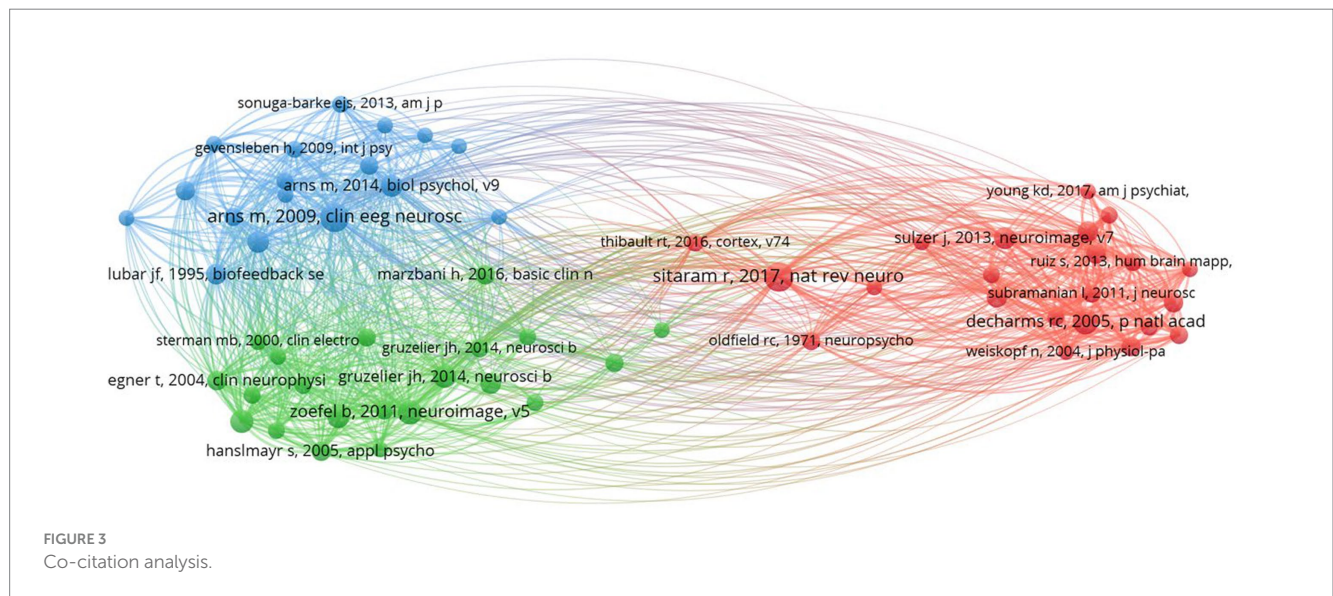 sonuga-barke ejs, 2013, am j p
gevensleben h, 2009, int j psy
arns m, 2014, biol psychol, v9
arns m, 2009, clin eeg neurosc
lubar jf, 1995, biofeedback se
marzbani h, 2016, basic clin n
sterman mb, 2000, clin electro
gruzelier jh, 2014, neurosci b
egner t, 2004, clin neurophysi
gruzelier jh, 2014, neurosci b
zoefel b, 2011, neuroimage, v5
hanslmayr s, 2005, appl psycho
thibault rt, 2016, cortex, v74
sitaram r, 2017, nat rev neuro
oldfield rc, 1971, neuropsycho
young kd, 2017, am j psychiat,
sulzer j, 2013, neuroimage, v7
ruiz s, 2013, hum brain mapp,
subramanian l, 2011, j neurosc
decharms rc, 2005, p natl acad
weiskopf n, 2004, j physiol-pa
FIGURE 3
Co-citation analysis.